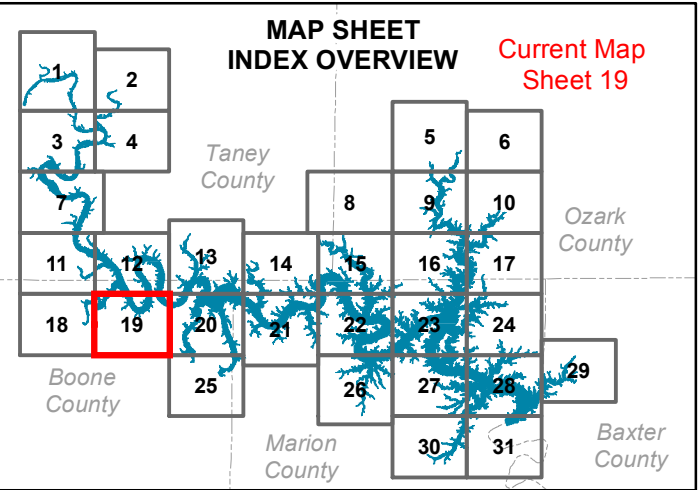 MAP SHEET
INDEX OVERVIEW
Current Map
Sheet 19
1
2
3
4
5
6
Taney
County
7
8
9
10
Ozark
County
11
12
13
14
15
16
17
18
19
20
21
22
23
24
Boone
County
25
26
27
28
29
Marion
County
30
31
Baxter
County